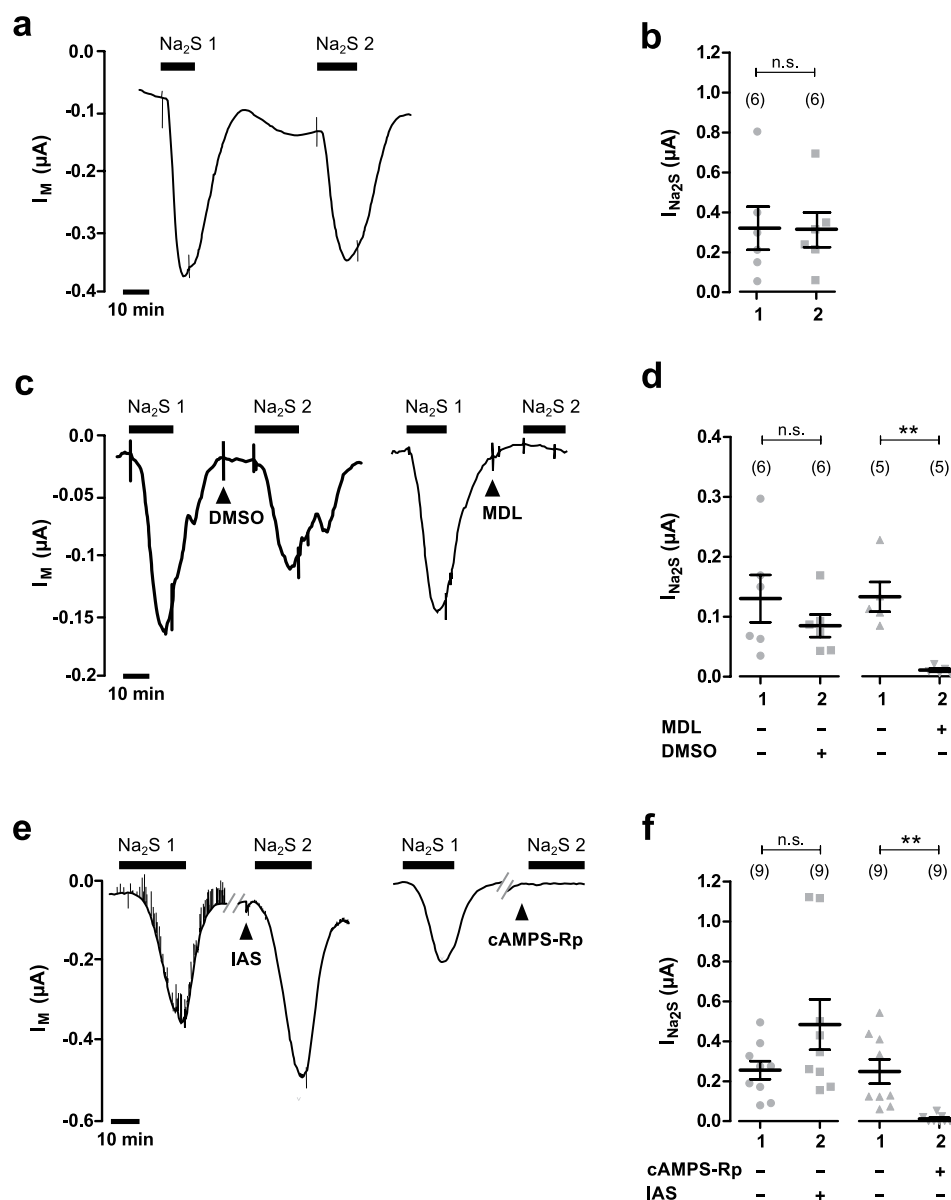 a
Na₂S 1 Na₂S 2
0.0
-0.1
-0.2
-0.3
-0.4
I_M (µA)
10 min
b
1.2
1.0
0.8
0.6
0.4
0.2
0.0
I_Na₂S (µA)
n.s.
(6) (6)
1 2
c
Na₂S 1 Na₂S 2 Na₂S 1 Na₂S 2
0.0
-0.05
-0.1
-0.15
-0.2
I_M (µA)
DMSO MDL
10 min
d
0.4
0.3
0.2
0.1
0.0
I_Na₂S (µA)
n.s. **
(6) (6) (5) (5)
1 2 1 2
MDL - - - +
DMSO - + - -
e
Na₂S 1 Na₂S 2 Na₂S 1 Na₂S 2
0.0
-0.2
-0.4
-0.6
I_M (µA)
IAS cAMPS-Rp
10 min
f
1.2
1.0
0.8
0.6
0.4
0.2
0.0
I_Na₂S (µA)
n.s. **
(9) (9) (9) (9)
1 2 1 2
cAMPS-Rp - - - +
IAS - + - -